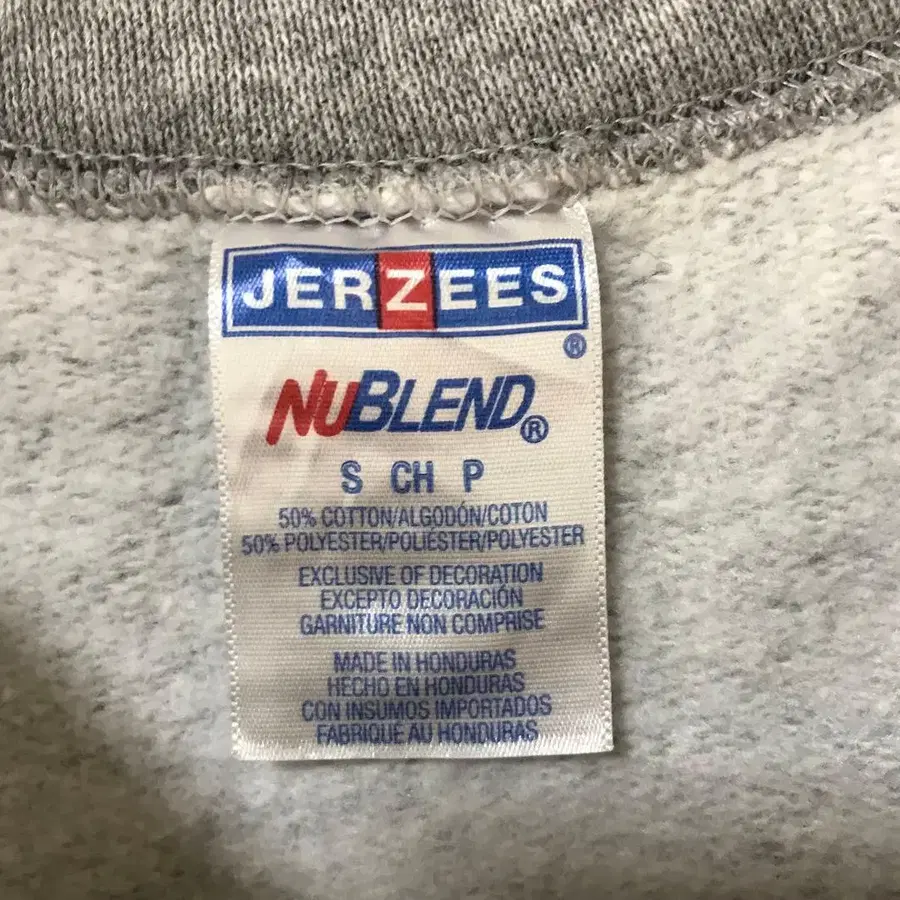 JERZEES
®
NUBLEND®
S CH P
50% COTTON/ALGODÓN/COTON
50% POLYESTER/POLIÉSTER/POLYESTER
EXCLUSIVE OF DECORATION
EXCEPTO DECORACIÓN
GARNITURE NON COMPRISE
MADE IN HONDURAS
HECHO EN HONDURAS
CON INSUMOS IMPORTADOS
FABRIQUÉ AU HONDURAS